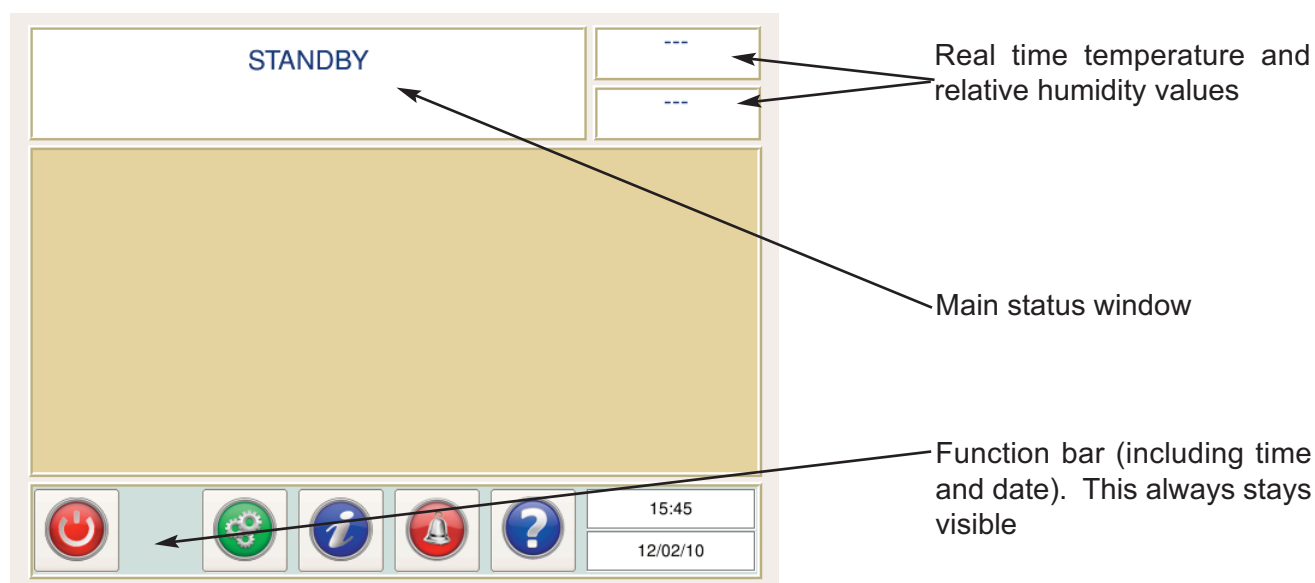 STANDBY
---
---
Real time temperature and
relative humidity values
Main status window
Function bar (including time
and date). This always stays
visible
i
?
15:45
12/02/10